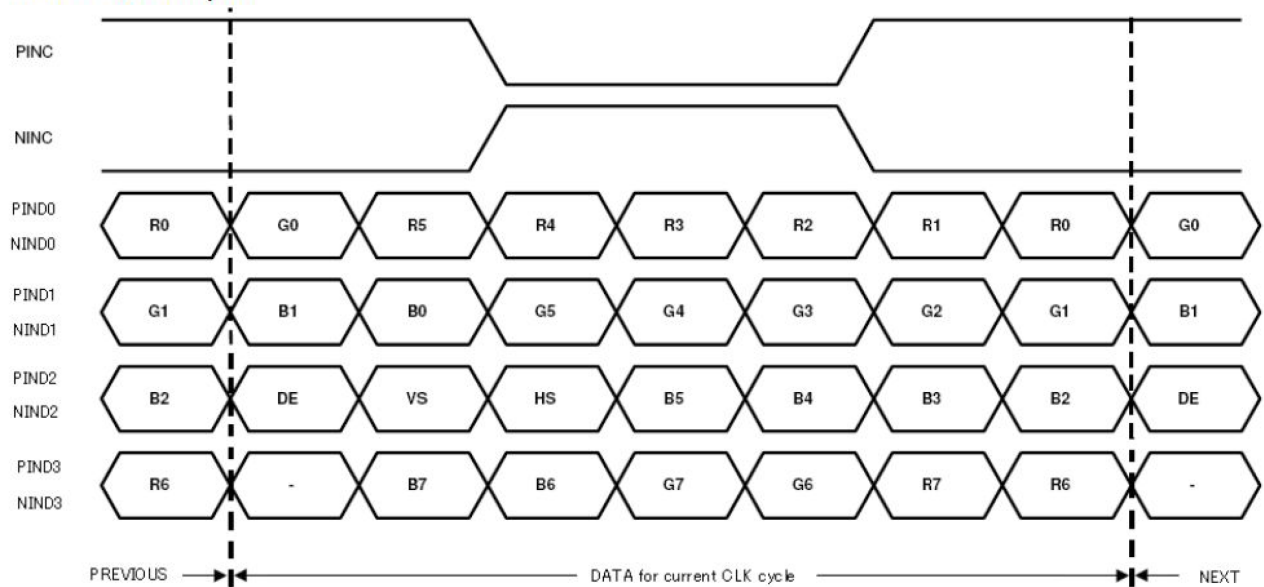 PINC
NINC
PIND0
R0 G0 R5 R4 R3 R2 R1 R0 G0
NIND0
PIND1
G1 B1 B0 G5 G4 G3 G2 G1 B1
NIND1
PIND2
B2 DE VS HS B5 B4 B3 B2 DE
NIND2
PIND3
R6 - B7 B6 G7 G6 R7 R6 -
NIND3
PREVIOUS DATA for current CLK cycle NEXT